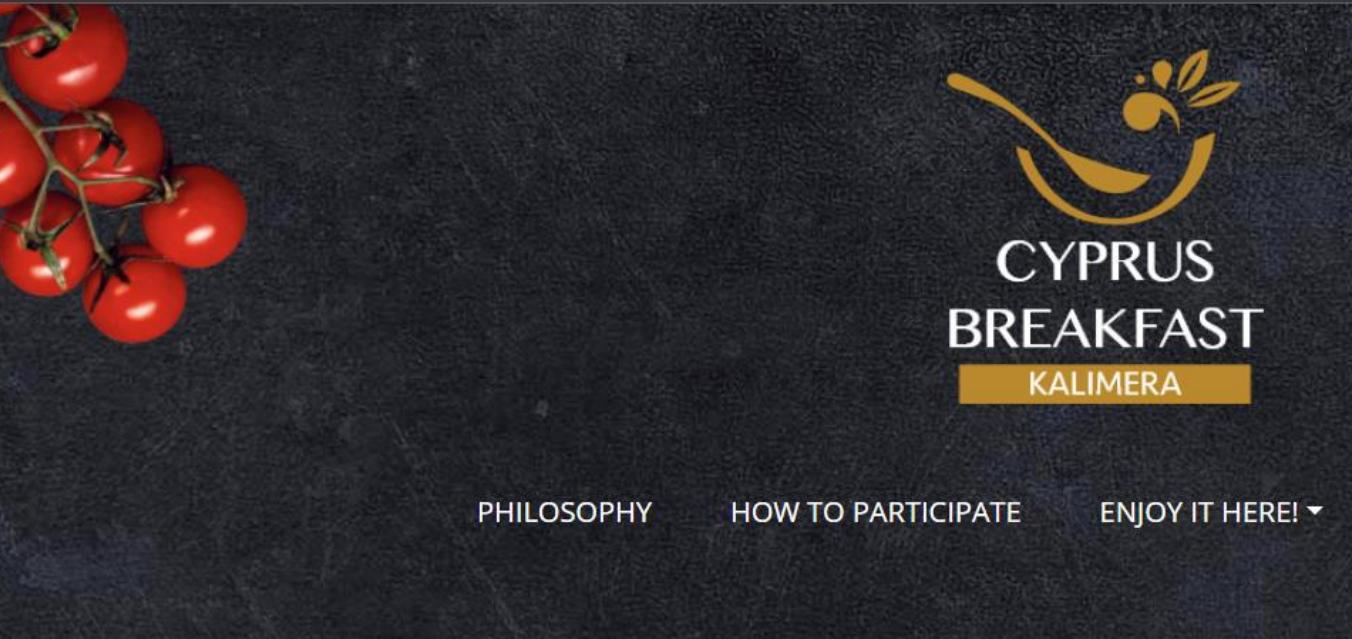 CYPRUS
BREAKFAST
KALIMERA
PHILOSOPHY HOW TO PARTICIPATE ENJOY IT HERE!